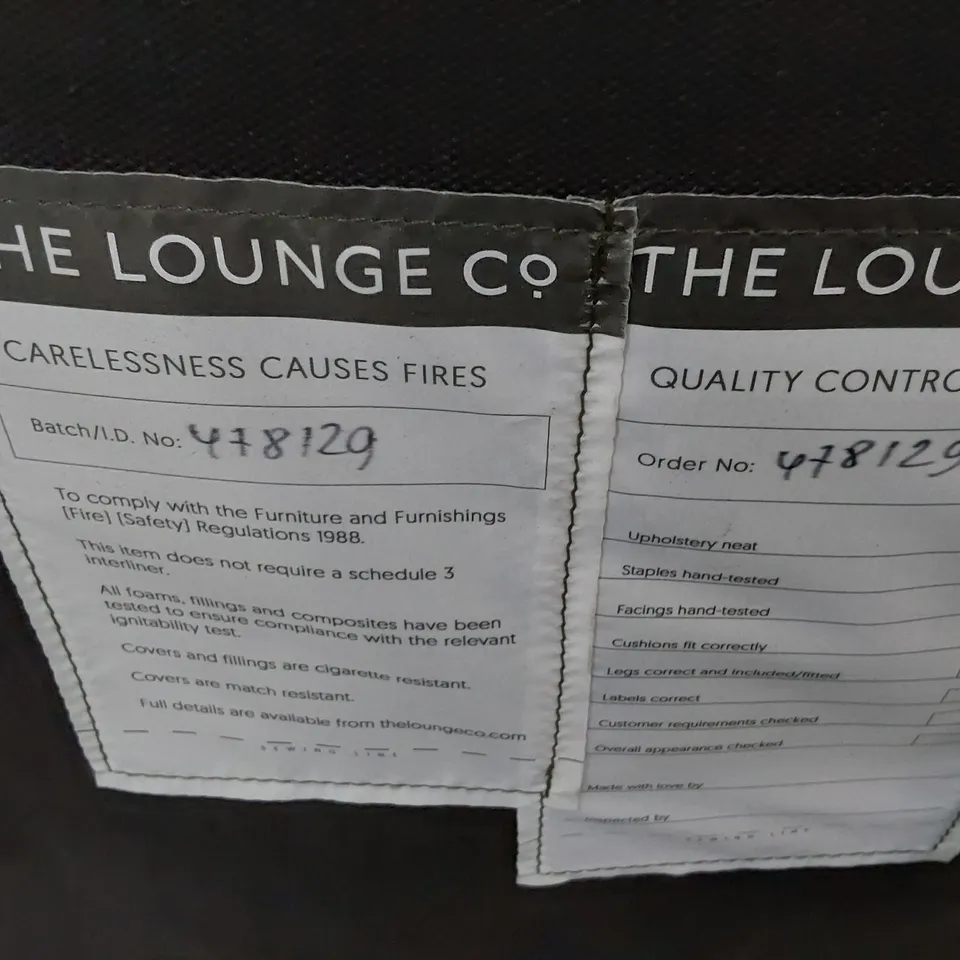 HE LOUNGE Co
CARELESSNESS CAUSES FIRES
Batch/I.D. No: 478129
To comply with the Furniture and Furnishings
[Fire] [Safety] Regulations 1988.
This item does not require a schedule 3
interliner.
All foams, fillings and composites have been
tested to ensure compliance with the relevant
ignitability test.
Covers and fillings are cigarette resistant.
Covers are match resistant.
Full details are available from theloungeco.com
SEWING LINE
THE LOU
QUALITY CONTRO
Order No: 478129
Upholstery neat
Staples hand-tested
Facings hand-tested
Cushions fit correctly
Legs correct and included/fitted
Labels correct
Customer requirements checked
Overall appearance checked
Made with love by
Inspected by
SEWING LINE